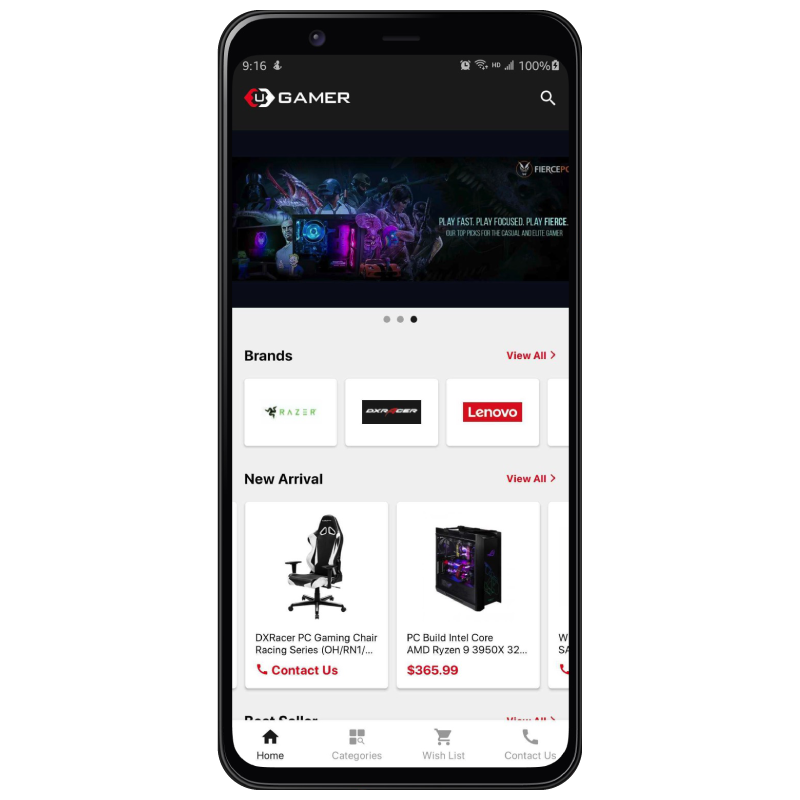 9:16 HD 100%
U GAMER
FIERCEPC
PLAY FAST. PLAY FOCUSED. PLAY FIERCE.
OUR TOP PICKS FOR THE CASUAL AND ELITE GAMER
Brands View All >
RAZER DXRACER Lenovo
New Arrival View All >
DXRacer PC Gaming Chair
Racing Series (OH/RN1/...
Contact Us
PC Build Intel Core
AMD Ryzen 9 3950X 32...
$365.99
W
SA
Best Seller View All >
Home Categories Wish List Contact Us